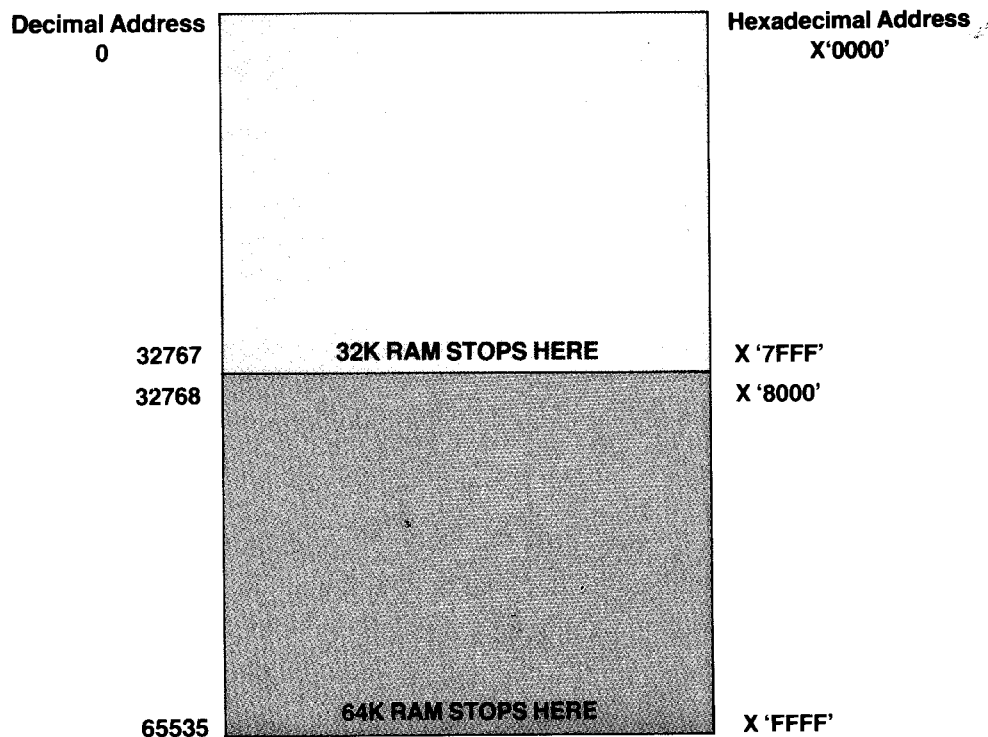 Decimal Address
0
Hexadecimal Address
X‘0000’
32767
32K RAM STOPS HERE
X ‘7FFF’
32768
X ‘8000’
65535
64K RAM STOPS HERE
X ‘FFFF’